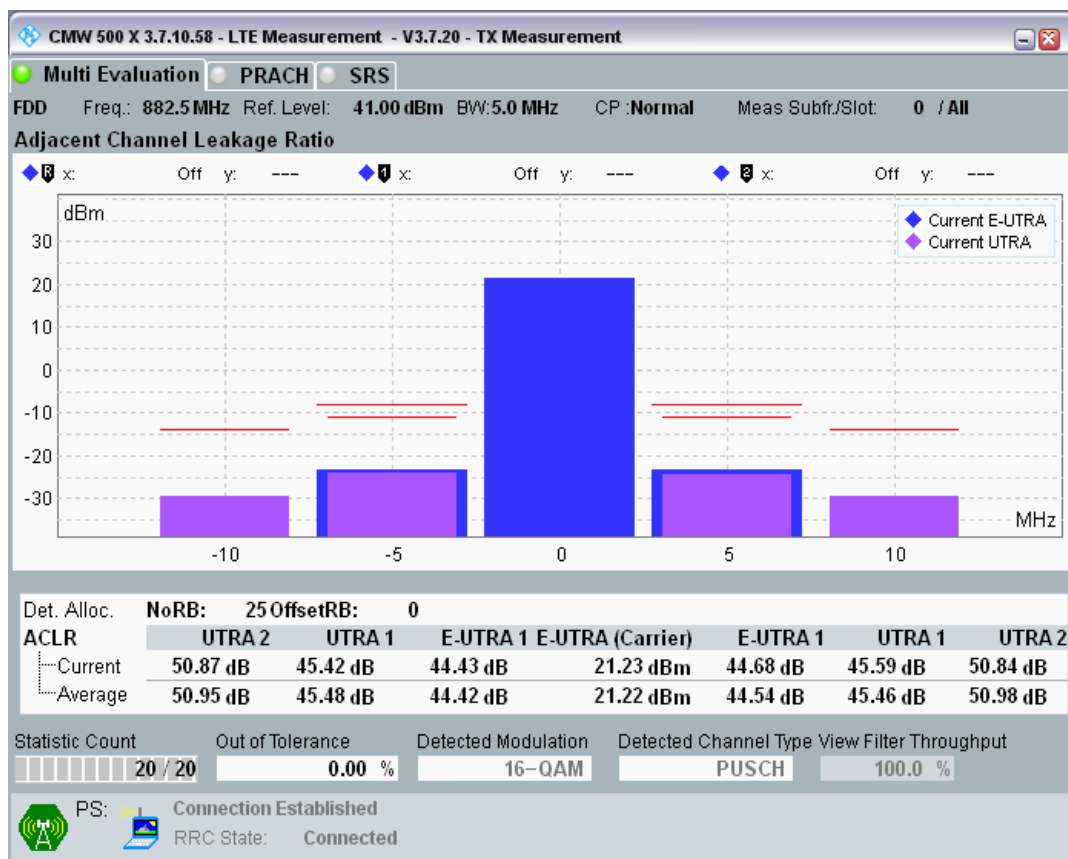 CMW 500 X 3.7.10.58 - LTE Measurement - V3.7.20 - TX Measurement
Multi Evaluation PRACH SRS
FDD Freq.: 882.5 MHz Ref. Level: 41.00 dBm BW:5.0 MHz CP :Normal Meas Subfr./Slot: 0 / All
Adjacent Channel Leakage Ratio
R x: Off y: --- 1 x: Off y: --- 2 x: Off y: ---
dBm
Current E-UTRA
Current UTRA
30
20
10
0
-10
-20
-30
MHz
-10 -5 0 5 10
Det. Alloc. NoRB: 25 OffsetRB: 0
ACLR UTRA 2 UTRA 1 E-UTRA 1 E-UTRA (Carrier) E-UTRA 1 UTRA 1 UTRA 2
Current 50.87 dB 45.42 dB 44.43 dB 21.23 dBm 44.68 dB 45.59 dB 50.84 dB
Average 50.95 dB 45.48 dB 44.42 dB 21.22 dBm 44.54 dB 45.46 dB 50.98 dB
Statistic Count Out of Tolerance Detected Modulation Detected Channel Type View Filter Throughput
20 / 20 0.00 % 16-QAM PUSCH 100.0 %
PS: Connection Established
RRC State: Connected